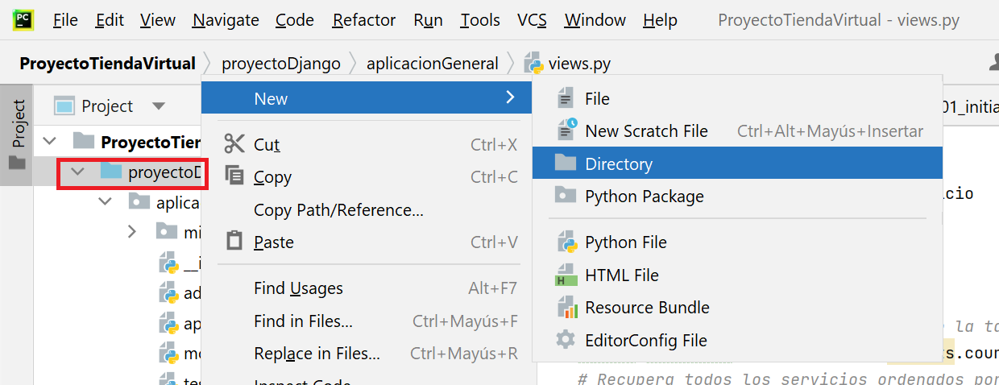 PC File Edit View Navigate Code Refactor Run Tools VCS Window Help ProyectoTiendaVirtual - views.py
ProyectoTiendaVirtual proyectoDjango aplicacionGeneral views.py
Project
Project
New
File
01_initia
New Scratch File Ctrl+Alt+Mayús+Insertar
ProyectoTien
Cut Ctrl+X
Directory
proyectoD
Copy Ctrl+C
Python Package
cio
aplica
Copy Path/Reference...
mi
Paste Ctrl+V
Python File
__i
HTML File
Find Usages Alt+F7
ad
Resource Bundle
Find in Files... Ctrl+Mayús+F
ap
e la ta
EditorConfig File
Replace in Files... Ctrl+Mayús+R
mo
ts.coun
# Recupera todos los servicios ordenados por
Inspect Code
tes